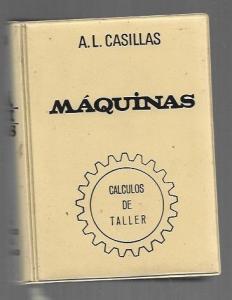 A.L. CASILLAS
MÁQUINAS
CALCULOS
DE
TALLER